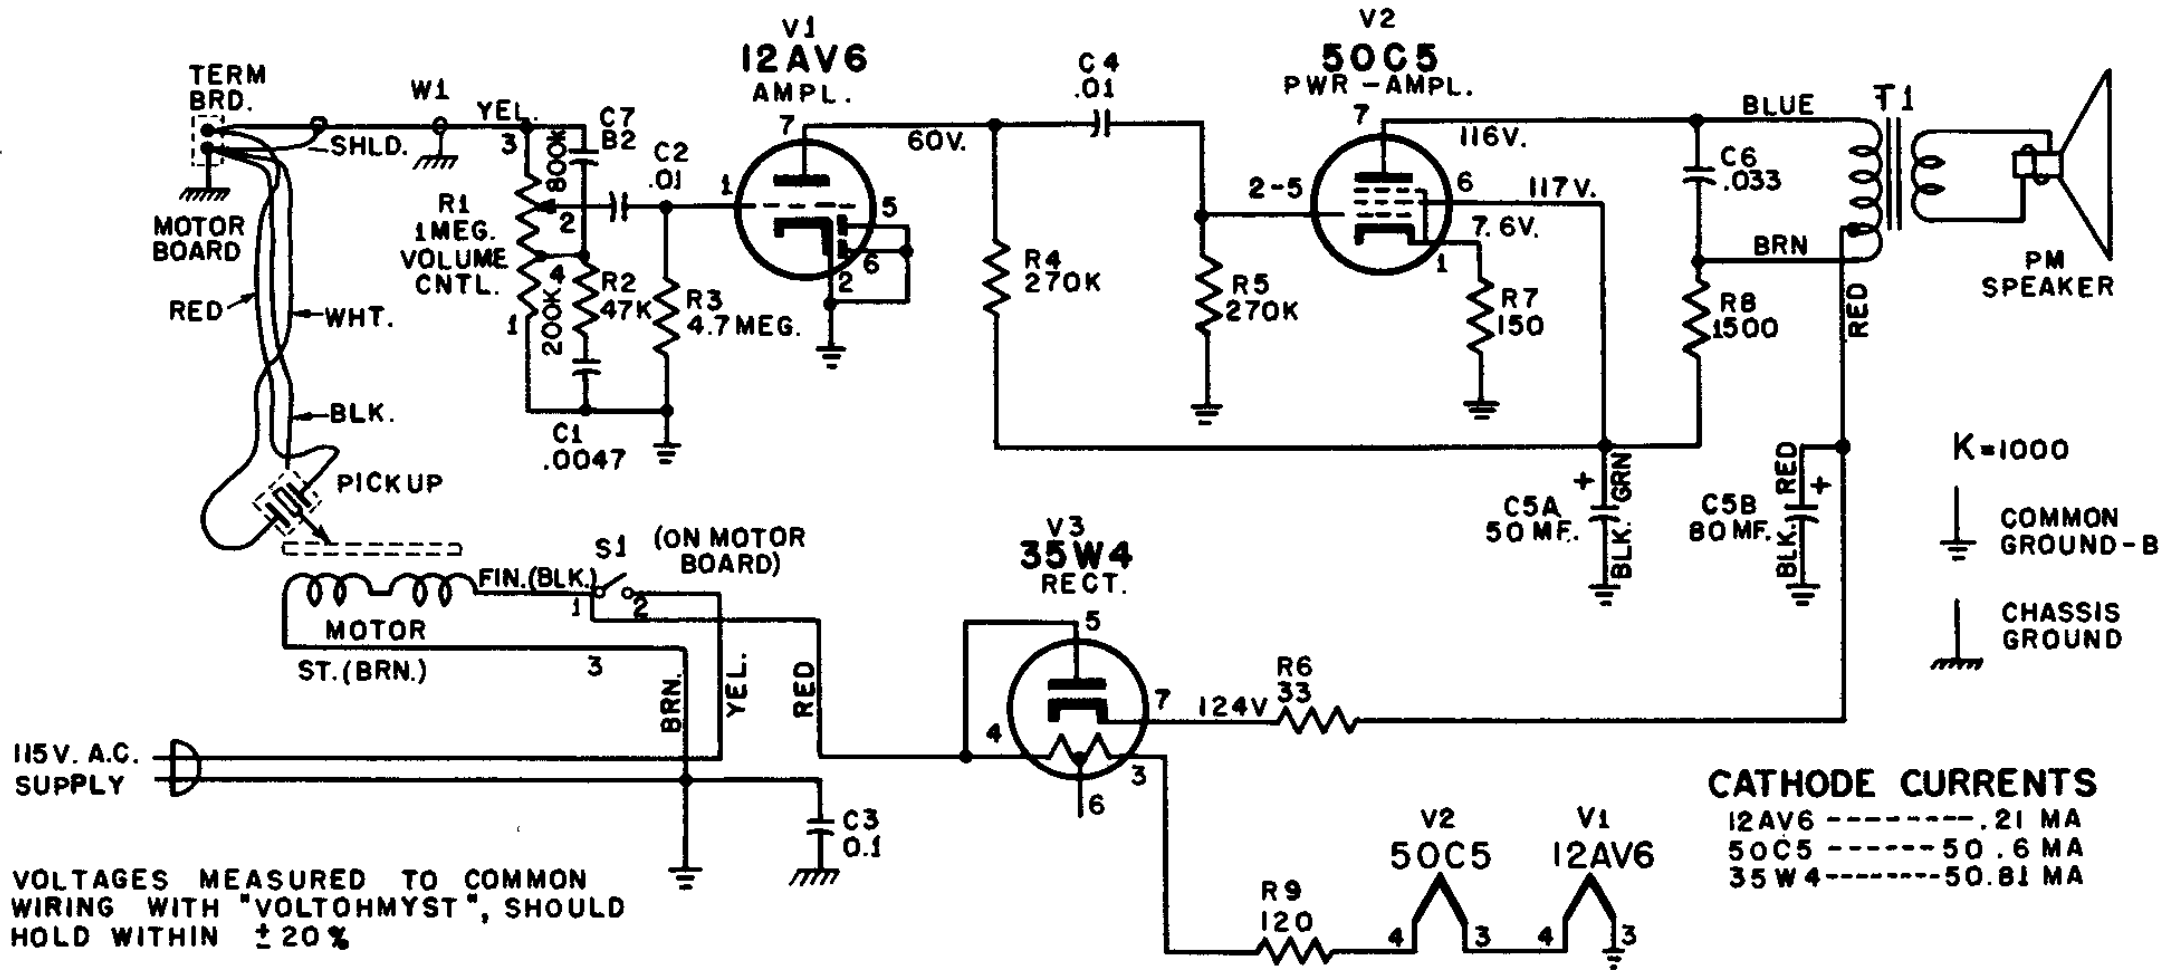 V1
12AV6
AMPL.
V2
50C5
PWR-AMPL.
TERM
BRD.
W1
YEL.
SHLD.
3
800K
C7
B2
C2
.01
7
60V.
C4
.01
7
116V.
BLUE
T1
C6
.033
MOTOR
BOARD
R1
1MEG.
VOLUME
CNTL.
2
4
1
200K
R2
47K
R3
4.7MEG.
1
5
6
2
R4
270K
2-5
R5
270K
6
117V.
7.6V.
1
R7
150
BRN
R8
1500
RED
PM
SPEAKER
RED
WHT.
BLK.
C1
.0047
PICKUP
S1
(ON MOTOR
BOARD)
FIN.(BLK.)
1
2
MOTOR
ST.(BRN.)
3
BRN.
YEL.
RED
V3
35W4
RECT.
5
4
7
3
6
124V
R6
33
+
GRN
C5A
50MF.
BLK.
RED
+
C5B
80MF.
BLK.
K=1000
COMMON
GROUND-B
CHASSIS
GROUND
115V. A.C.
SUPPLY
C3
0.1
R9
120
V2
50C5
4
3
V1
12AV6
4
3
CATHODE CURRENTS
12AV6 --------.21 MA
50C5 ------50.6 MA
35W4--------50.81 MA
VOLTAGES MEASURED TO COMMON
WIRING WITH "VOLTOHMYST", SHOULD
HOLD WITHIN ±20%